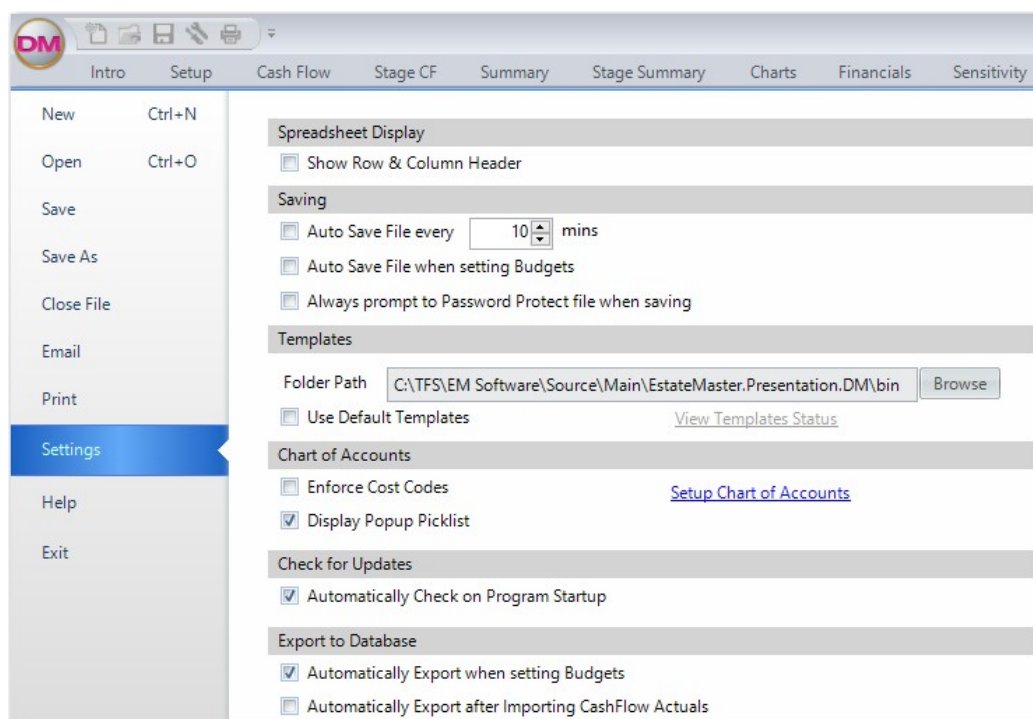 DM
Intro Setup Cash Flow Stage CF Summary Stage Summary Charts Financials Sensitivity
New Ctrl+N
Open Ctrl+O
Save
Save As
Close File
Email
Print
Settings
Help
Exit
Spreadsheet Display
Show Row & Column Header
Saving
Auto Save File every 10 mins
Auto Save File when setting Budgets
Always prompt to Password Protect file when saving
Templates
Folder Path C:\TFS\EM Software\Source\Main\EstateMaster.Presentation.DM\bin Browse
Use Default Templates View Templates Status
Chart of Accounts
Enforce Cost Codes Setup Chart of Accounts
Display Popup Picklist
Check for Updates
Automatically Check on Program Startup
Export to Database
Automatically Export when setting Budgets
Automatically Export after Importing CashFlow Actuals